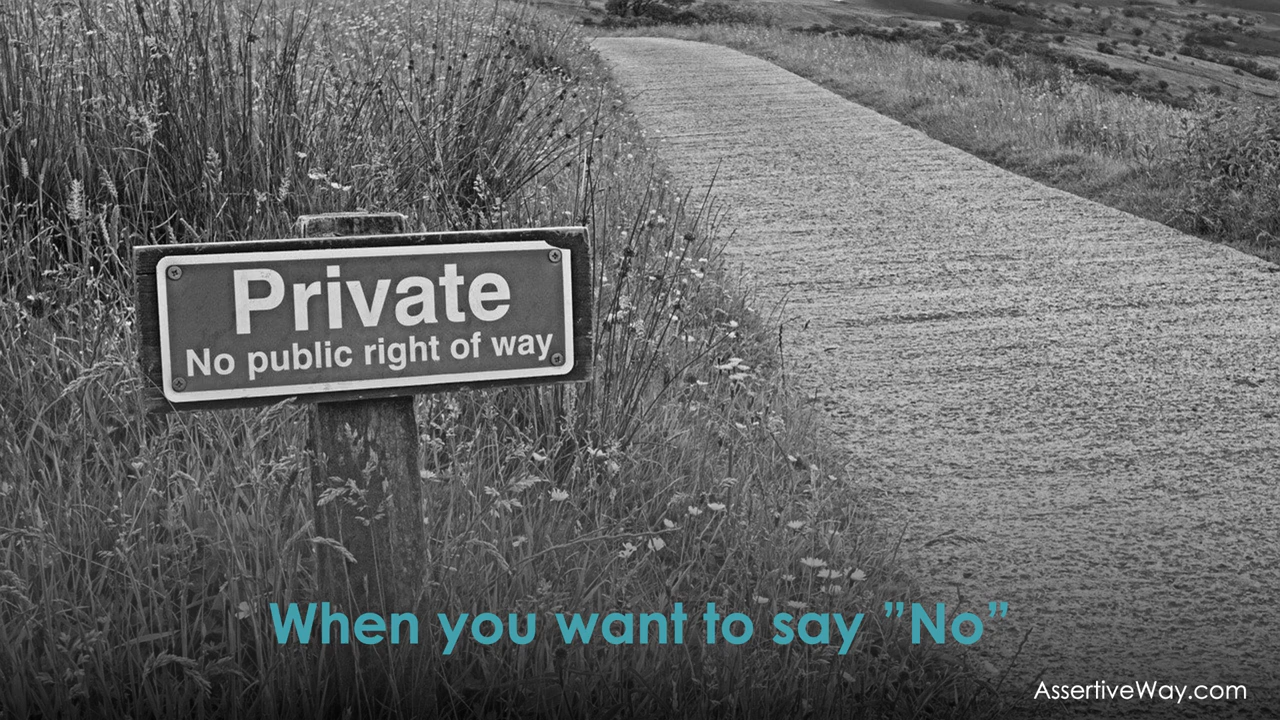 Private
No public right of way
When you want to say ”No”
AssertiveWay.com